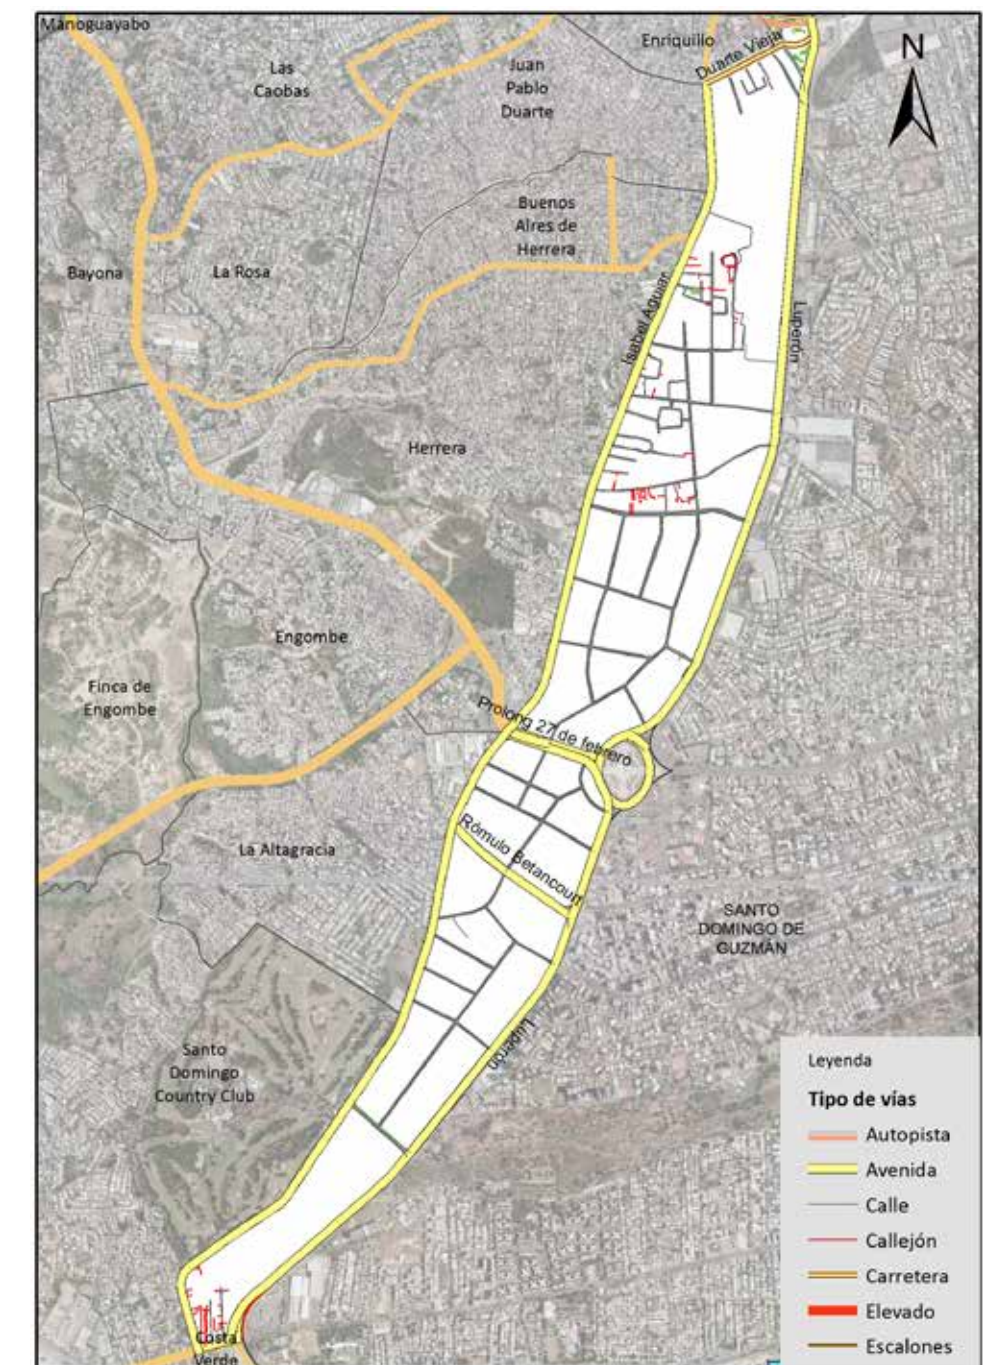 Manoguayabo
Enriquillo
Duarte Vieja
N
Las
Caobas
Juan
Pablo
Duarte
Buenos
Aires de
Herrera
Bayona
La Rosa
Isabel Aguiar
Luperón
Herrera
Engombe
Finca de
Engombe
Prolong 27 de febrero
La Altagracia
Rómulo Betancourt
SANTO
DOMINGO DE
GUZMÁN
Luperón
Santo
Domingo
Country Club
Costa
Verde
Leyenda
Tipo de vías
Autopista
Avenida
Calle
Callejón
Carretera
Elevado
Escalones